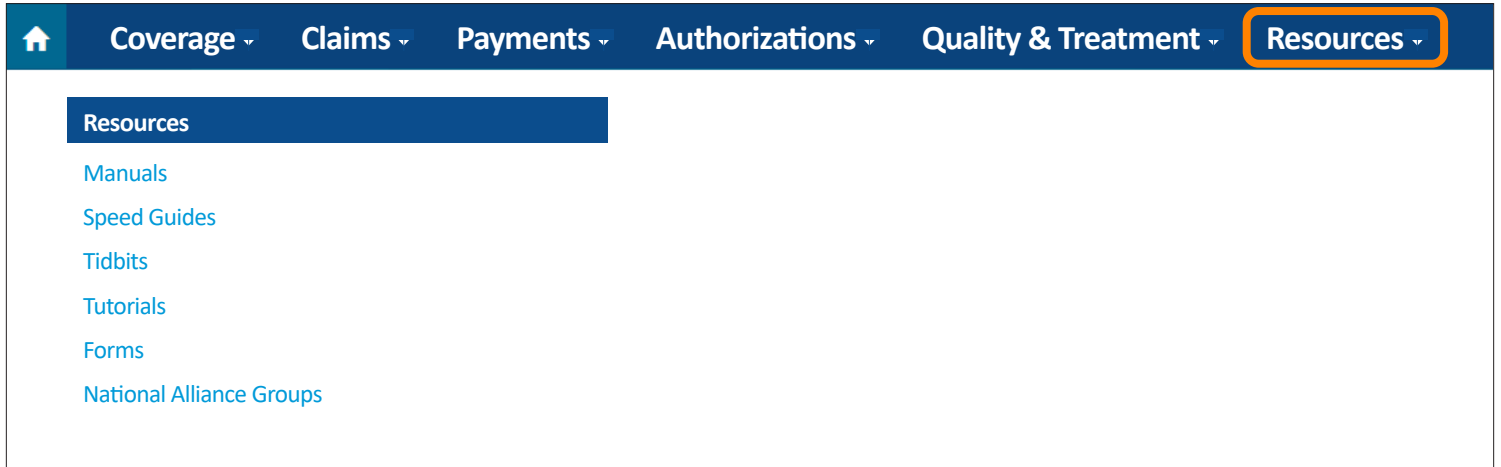 Coverage Claims Payments Authorizations Quality & Treatment Resources
Resources
Manuals
Speed Guides
Tidbits
Tutorials
Forms
National Alliance Groups